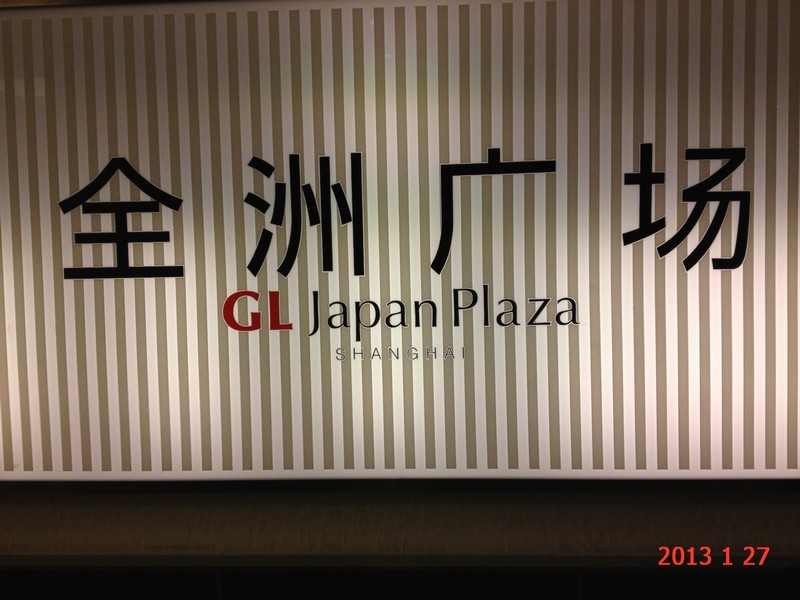 全洲广场
GL Japan Plaza
SHANGHAI
2013 1 27